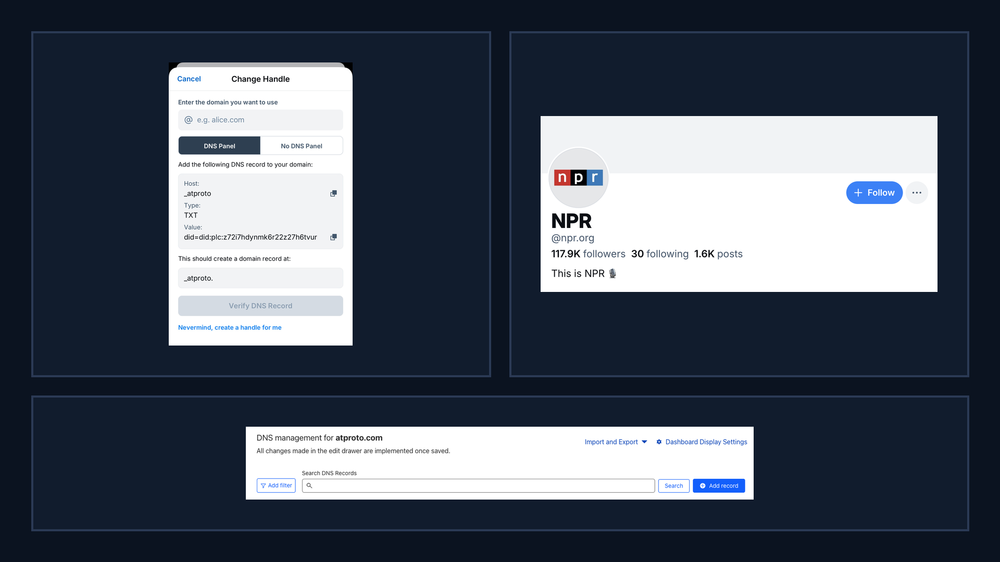 Cancel
Change Handle
Enter the domain you want to use
@ e.g. alice.com
DNS Panel
No DNS Panel
Add the following DNS record to your domain:
Host:
_atproto
Type:
TXT
Value:
did=did:plc:z72i7hdynmk6r22z27h6tvur
This should create a domain record at:
_atproto.
Verify DNS Record
Nevermind, create a handle for me
npr
+ Follow
NPR
@npr.org
117.9K followers 30 following 1.6K posts
This is NPR 🎙️
DNS management for atproto.com
All changes made in the edit drawer are implemented once saved.
Import and Export
Dashboard Display Settings
Search DNS Records
Add filter
Search
Add record